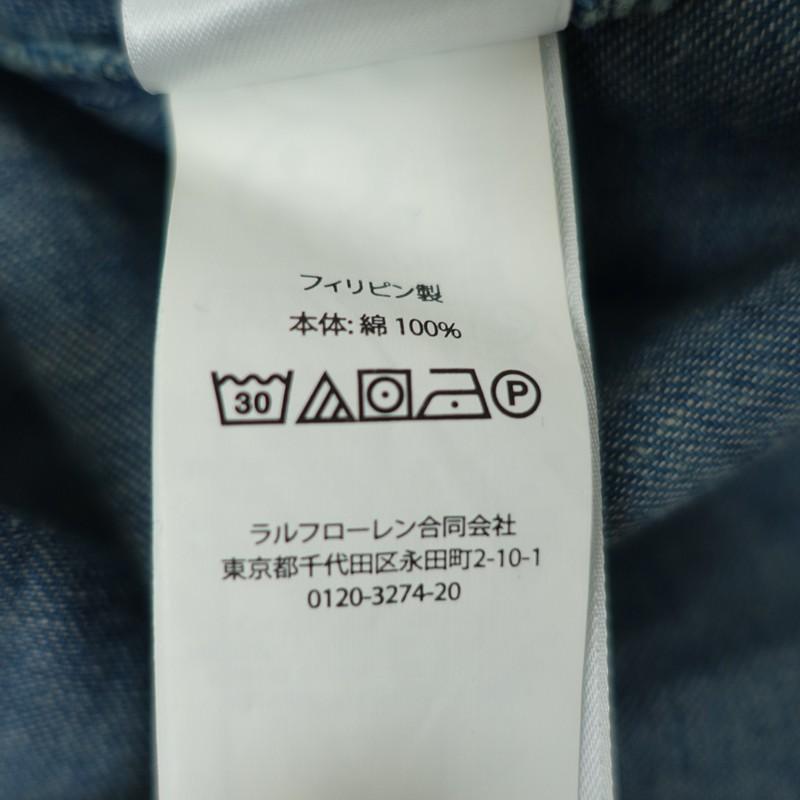 フィリピン製
本体: 綿 100%
30 P
ラルフローレン合同会社
東京都千代田区永田町2-10-1
0120-3274-20